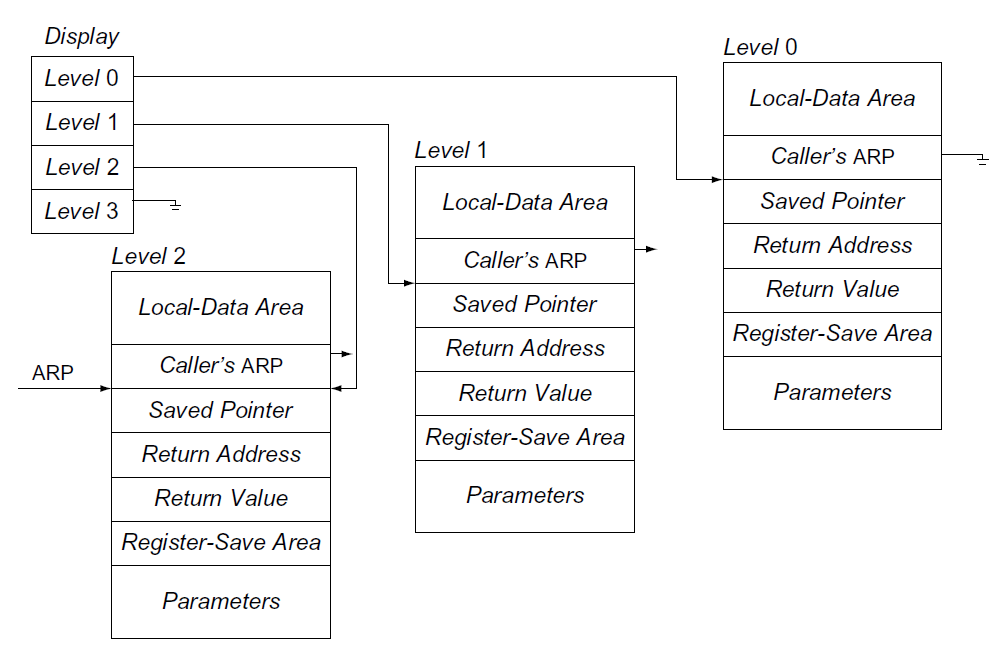 Display
Level 0
Level 1
Level 2
Level 3
Level 2
Local-Data Area
Caller's ARP
Saved Pointer
Return Address
Return Value
Register-Save Area
Parameters
ARP
Level 1
Local-Data Area
Caller's ARP
Saved Pointer
Return Address
Return Value
Register-Save Area
Parameters
Level 0
Local-Data Area
Caller's ARP
Saved Pointer
Return Address
Return Value
Register-Save Area
Parameters